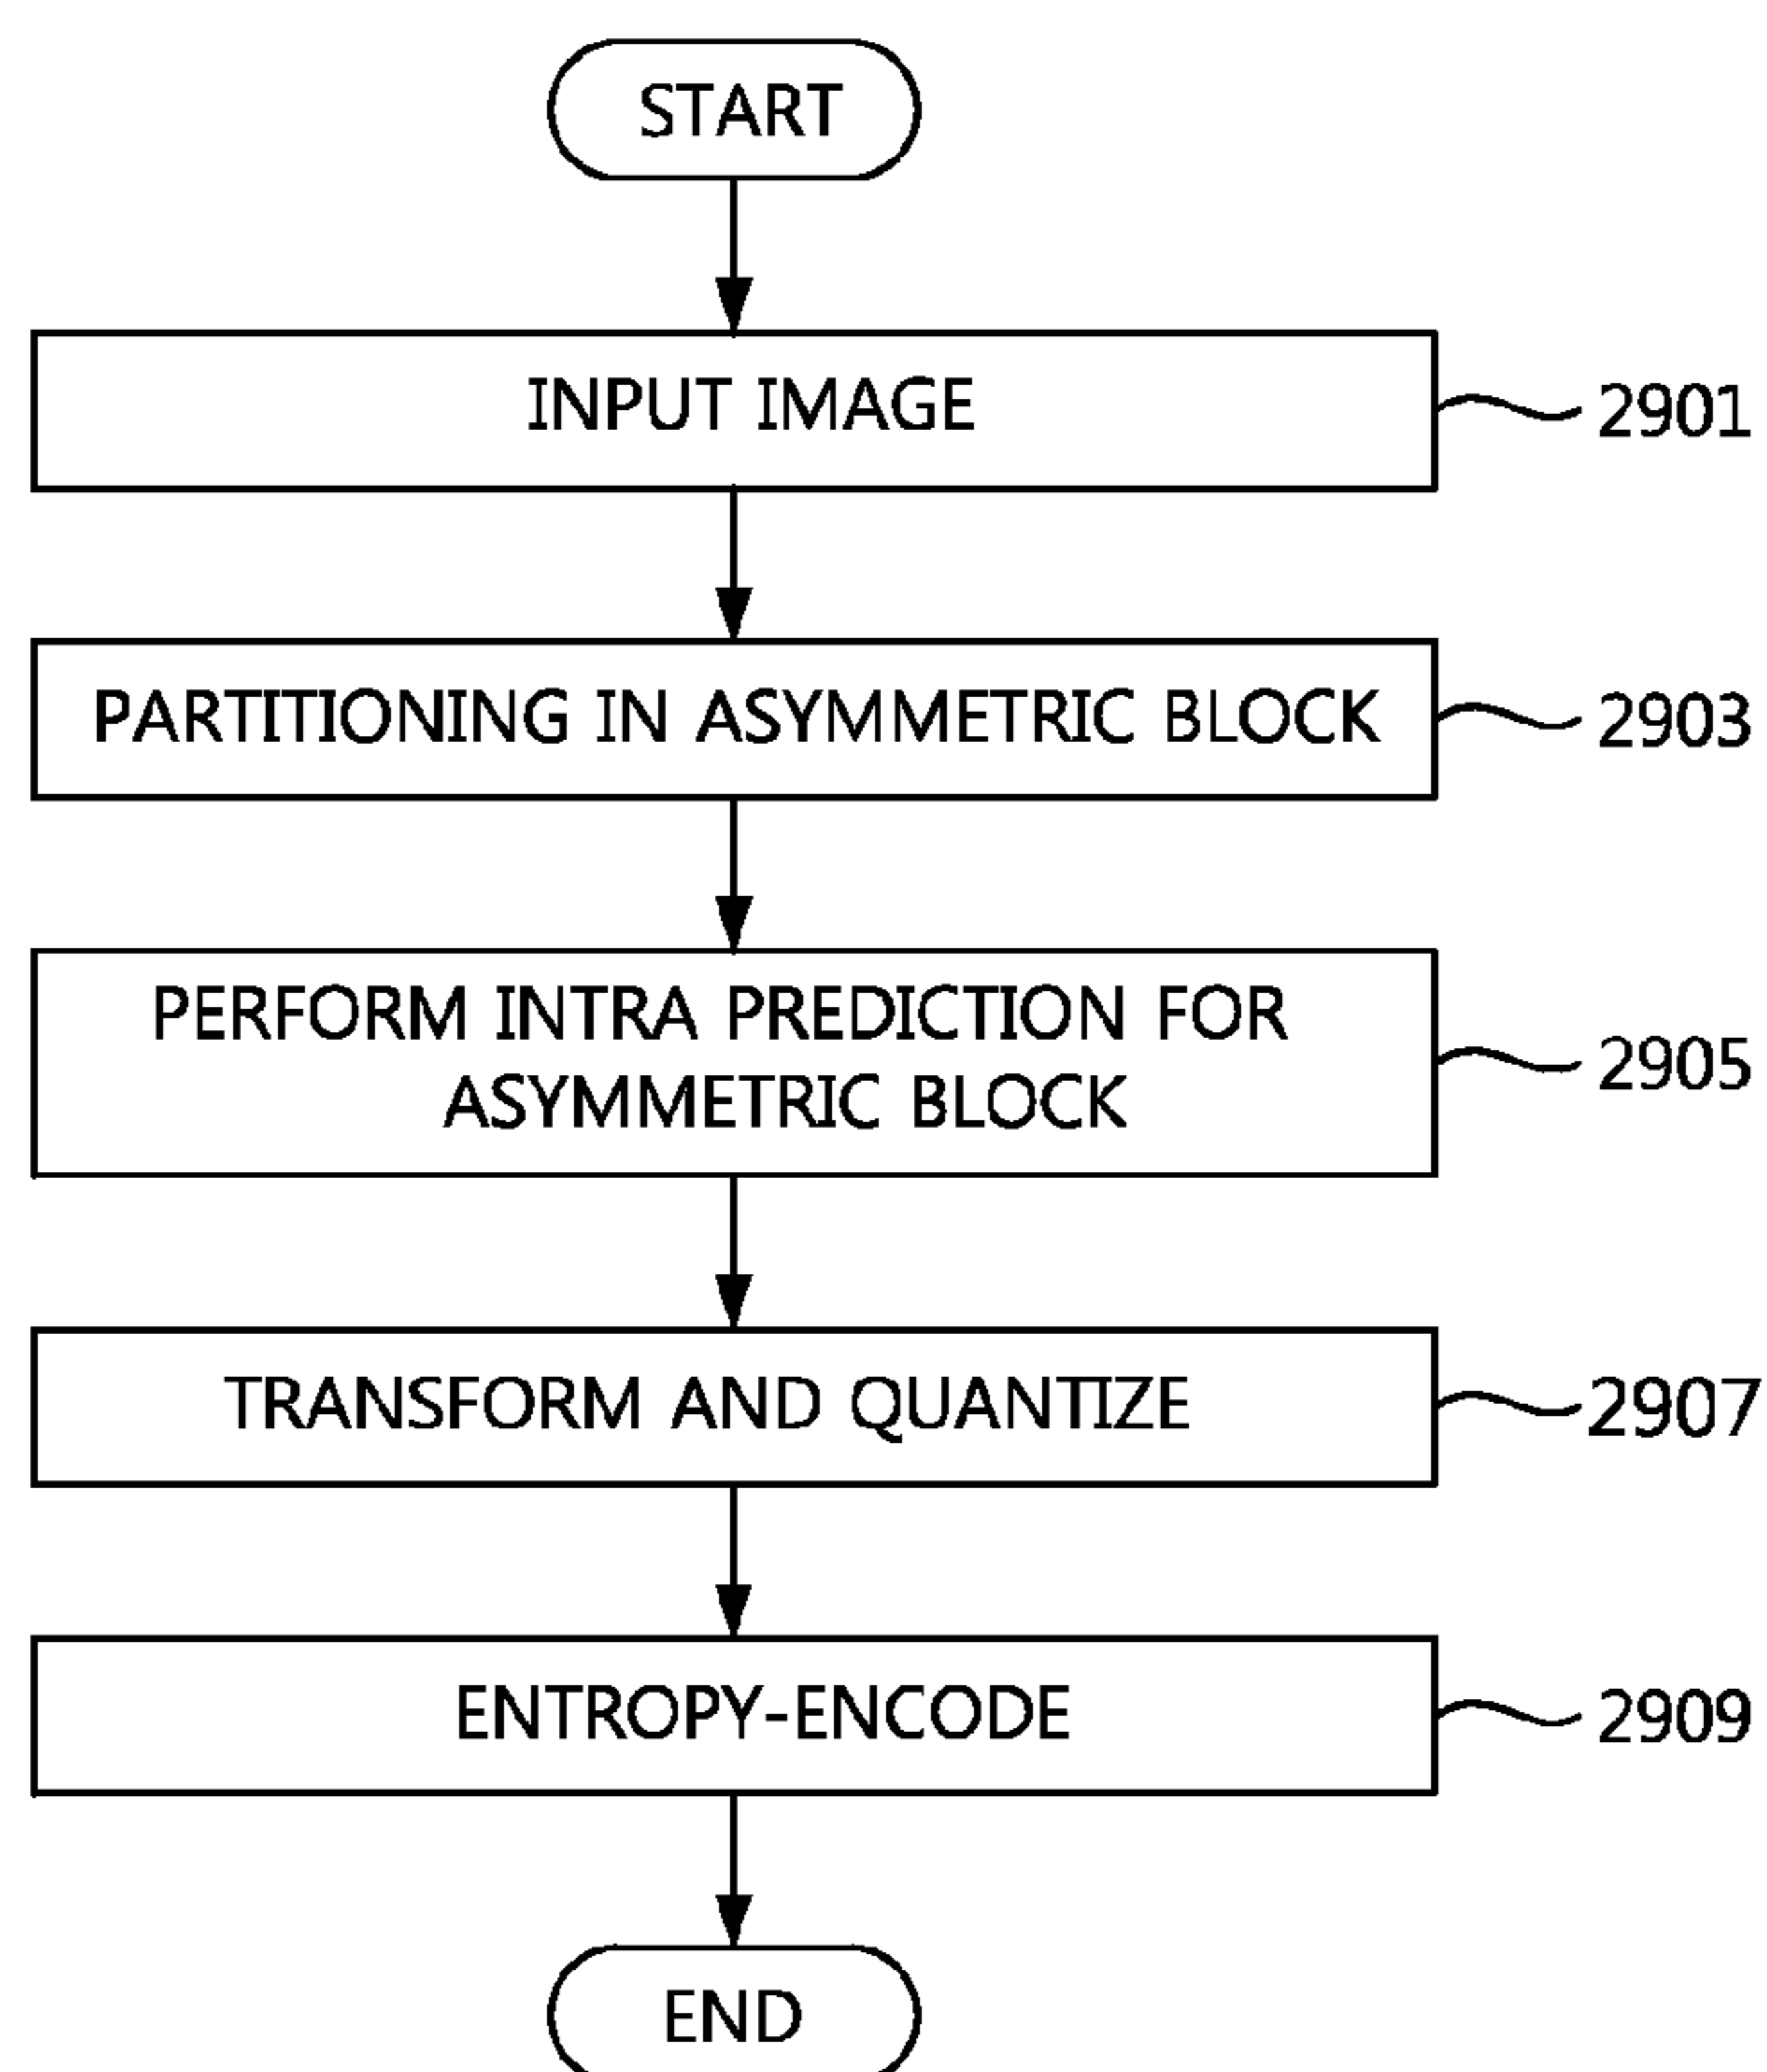 START
INPUT IMAGE
2901
PARTITIONING IN ASYMMETRIC BLOCK
2903
PERFORM INTRA PREDICTION FOR
ASYMMETRIC BLOCK
2905
TRANSFORM AND QUANTIZE
2907
ENTROPY-ENCODE
2909
END